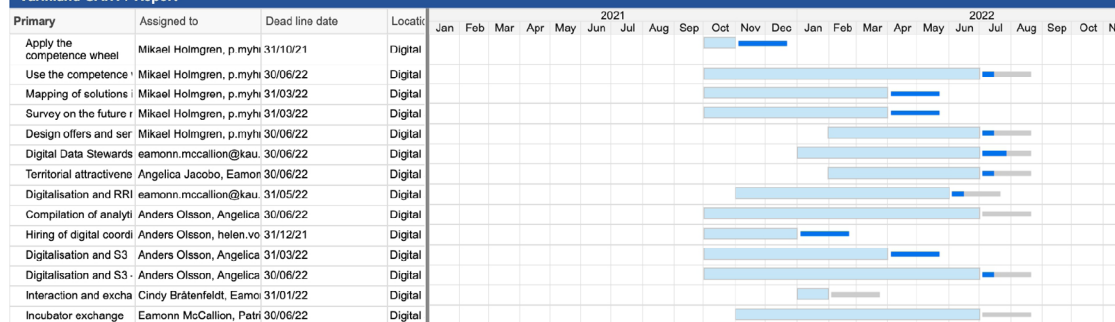 2021 2022
Primary Assigned to Dead line date Locatic Jan Feb Mar Apr May Jun Jul Aug Sep Oct Nov Dec Jan Feb Mar Apr May Jun Jul Aug Sep Oct
Apply the
competence wheel Mikael Holmgren, p.myh 31/10/21 Digital
Use the competence Mikael Holmgren, p.myh 30/06/22 Digital
Mapping of solutions i Mikael Holmgren, p.myh 31/03/22 Digital
Survey on the future r Mikael Holmgren, p.myh 31/03/22 Digital
Design offers and ser Mikael Holmgren, p.myh 30/06/22 Digital
Digital Data Stewards eamonn.mccallion@kau. 30/06/22 Digital
Territorial attractivene Angelica Jacobo, Eamon 30/06/22 Digital
Digitalisation and RRI eamonn.mccallion@kau. 31/05/22 Digital
Compilation of analyti Anders Olsson, Angelica 30/06/22 Digital
Hiring of digital coordi Anders Olsson, helen.vo 31/12/21 Digital
Digitalisation and S3 Anders Olsson, Angelica 31/03/22 Digital
Digitalisation and S3 - Anders Olsson, Angelica 30/06/22 Digital
Interaction and excha Cindy Bråtenfeldt, Eamo 31/01/22 Digital
Incubator exchange Eamonn McCallion, Patri 30/06/22 Digital